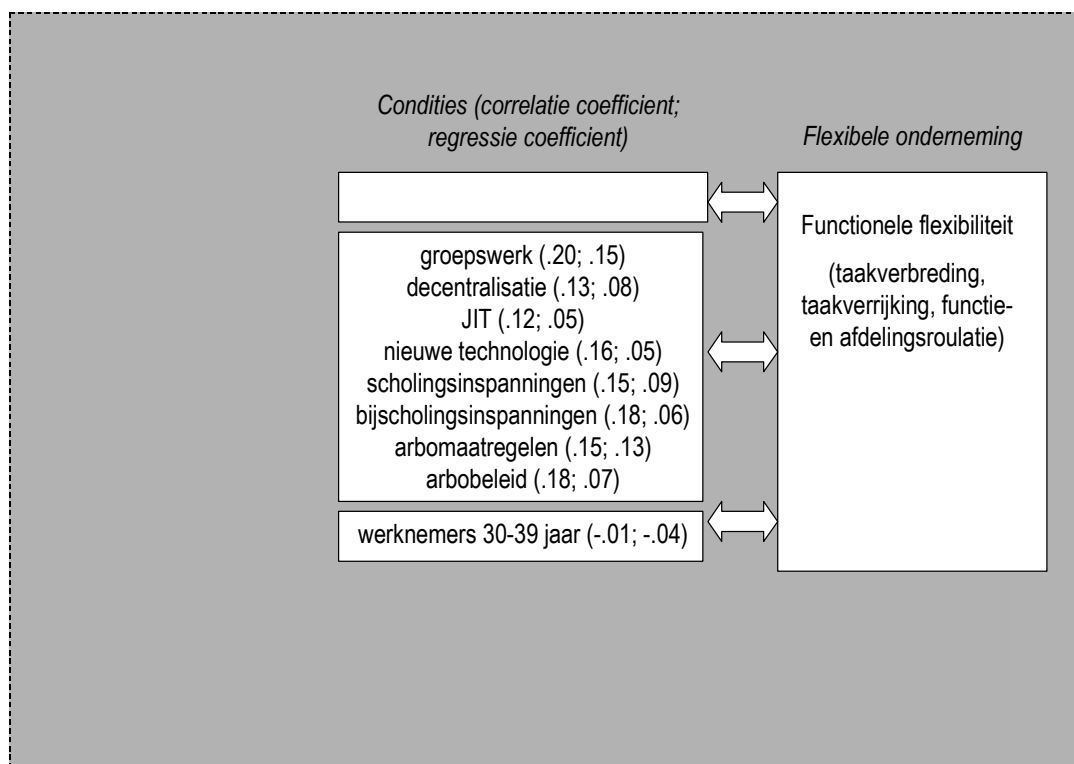 Condities (correlatie coefficient;
regressie coefficient)
Flexibele onderneming
groepswerk (.20; .15)
decentralisatie (.13; .08)
JIT (.12; .05)
nieuwe technologie (.16; .05)
scholingsinspanningen (.15; .09)
bijscholingsinspanningen (.18; .06)
arbomaatregelen (.15; .13)
arbobeleid (.18; .07)
werknemers 30-39 jaar (-.01; -.04)
Functionele flexibiliteit
(taakverbreding,
taakverrijking, functie-
en afdelingsroulatie)